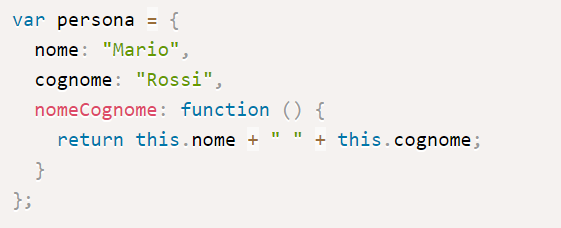 var persona = {
  nome: "Mario",
  cognome: "Rossi",
  nomeCognome: function () {
    return this.nome + " " + this.cognome;
  }
};